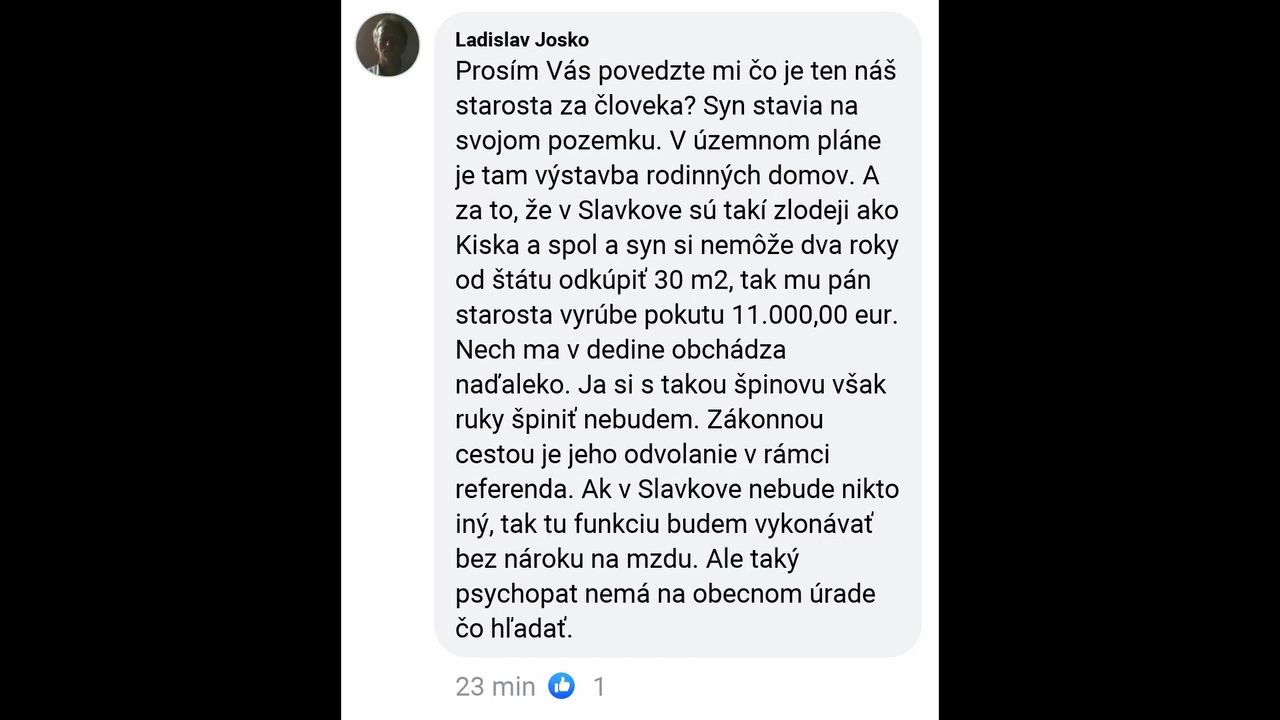 Ladislav Josko
Prosím Vás povedzte mi čo je ten náš
starosta za človeka? Syn stavia na
svojom pozemku. V územnom pláne
je tam výstavba rodinných domov. A
za to, že v Slavkove sú takí zlodeji ako
Kiska a spol a syn si nemôže dva roky
od štátu odkúpiť 30 m2, tak mu pán
starosta vyrúbe pokutu 11.000,00 eur.
Nech ma v dedine obchádza
naďaleko. Ja si s takou špinovu však
ruky špiniť nebudem. Zákonnou
cestou je jeho odvolanie v rámci
referenda. Ak v Slavkove nebude nikto
iný, tak tu funkciu budem vykonávať
bez nároku na mzdu. Ale taký
psychopat nemá na obecnom úrade
čo hľadať.
23 min 1